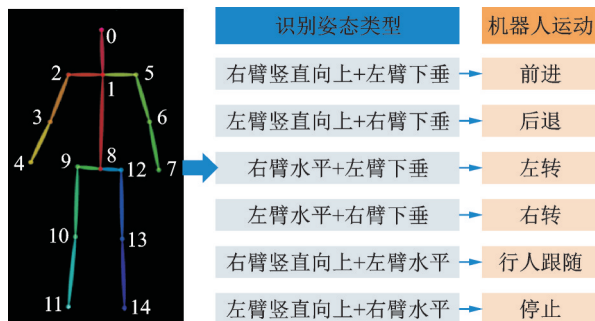 0
2
5
1
3
6
4
9
8
12
7
10
13
11
14
识别姿态类型
机器人运动
右臂竖直向上+左臂下垂
前进
左臂竖直向上+右臂下垂
后退
右臂水平+左臂下垂
左转
左臂水平+右臂下垂
右转
右臂竖直向上+左臂水平
行人跟随
左臂竖直向上+右臂水平
停止